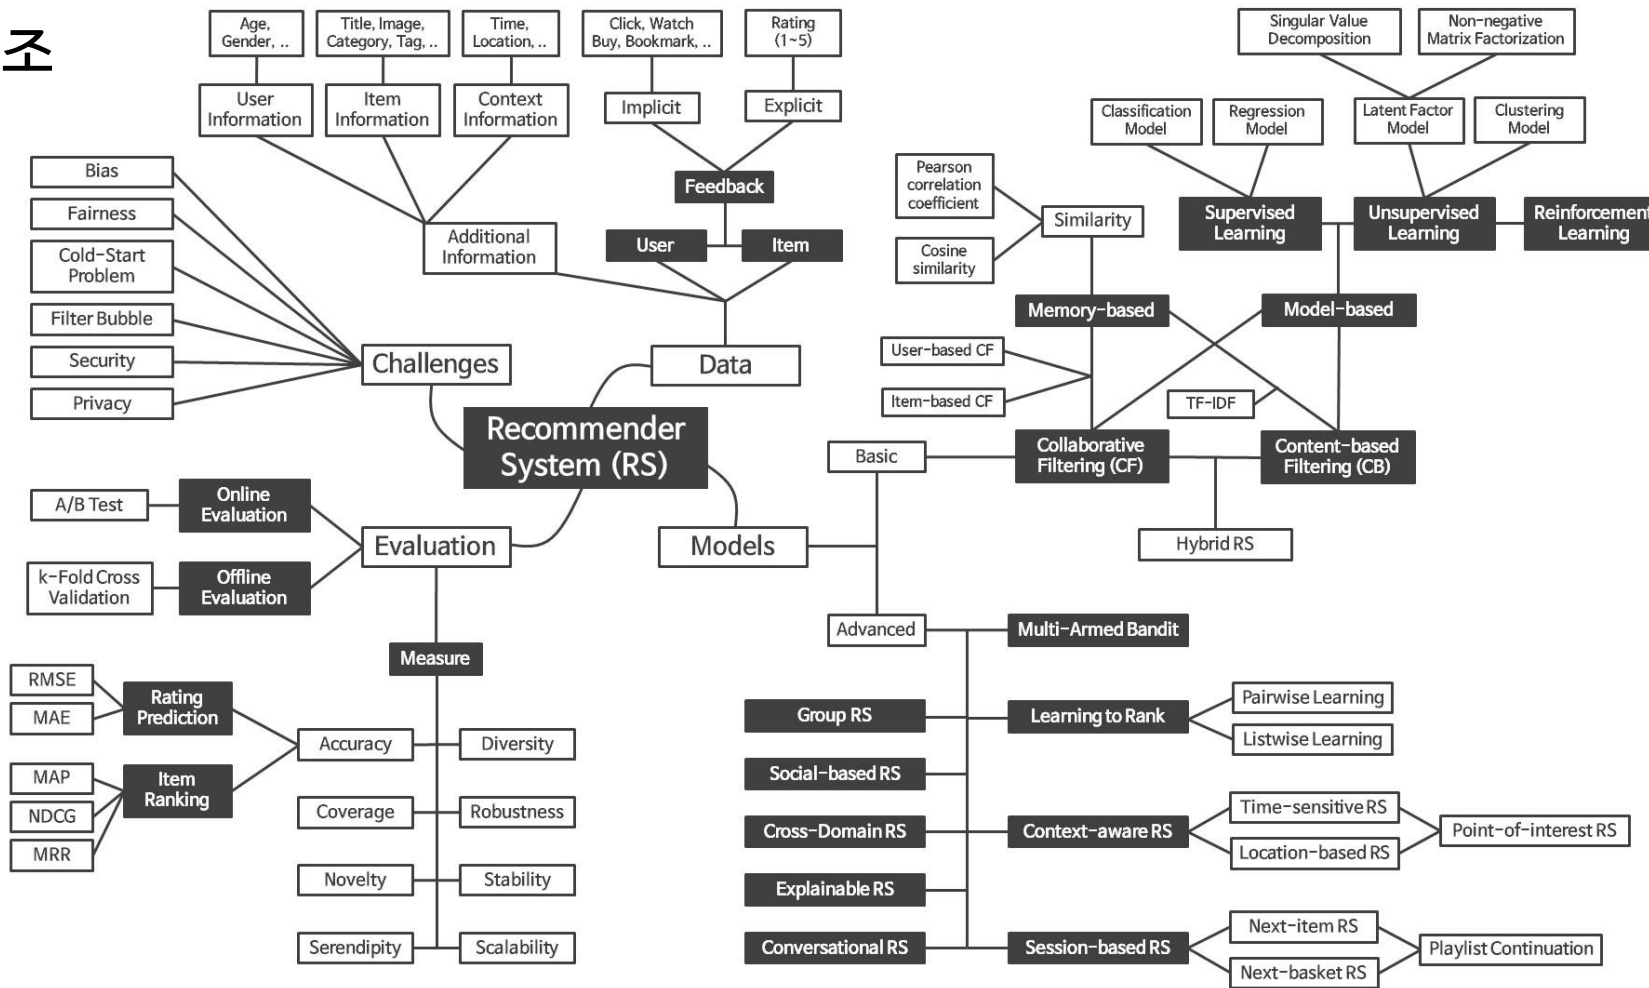 조
Age,
Gender, ..
Title, Image,
Category, Tag, ..
Time,
Location, ..
Click, Watch
Buy, Bookmark, ..
Rating
(1~5)
Singular Value
Decomposition
Non-negative
Matrix Factorization
User
Information
Item
Information
Context
Information
Implicit
Explicit
Classification
Model
Regression
Model
Latent Factor
Model
Clustering
Model
Bias
Fairness
Cold-Start
Problem
Filter Bubble
Security
Privacy
Feedback
User
Item
Additional
Information
Pearson
correlation
coefficient
Cosine
similarity
Similarity
Supervised
Learning
Unsupervised
Learning
Reinforcement
Learning
Memory-based
Model-based
User-based CF
Item-based CF
TF-IDF
Challenges
Data
Recommender
System (RS)
Basic
Collaborative
Filtering (CF)
Content-based
Filtering (CB)
Hybrid RS
A/B Test
Online
Evaluation
k-Fold Cross
Validation
Offline
Evaluation
Evaluation
Models
Advanced
Multi-Armed Bandit
Measure
RMSE
MAE
Rating
Prediction
MAP
NDCG
MRR
Item
Ranking
Accuracy
Diversity
Coverage
Robustness
Novelty
Stability
Serendipity
Scalability
Group RS
Learning to Rank
Pairwise Learning
Listwise Learning
Social-based RS
Cross-Domain RS
Context-aware RS
Time-sensitive RS
Location-based RS
Point-of-interest RS
Explainable RS
Conversational RS
Session-based RS
Next-item RS
Next-basket RS
Playlist Continuation